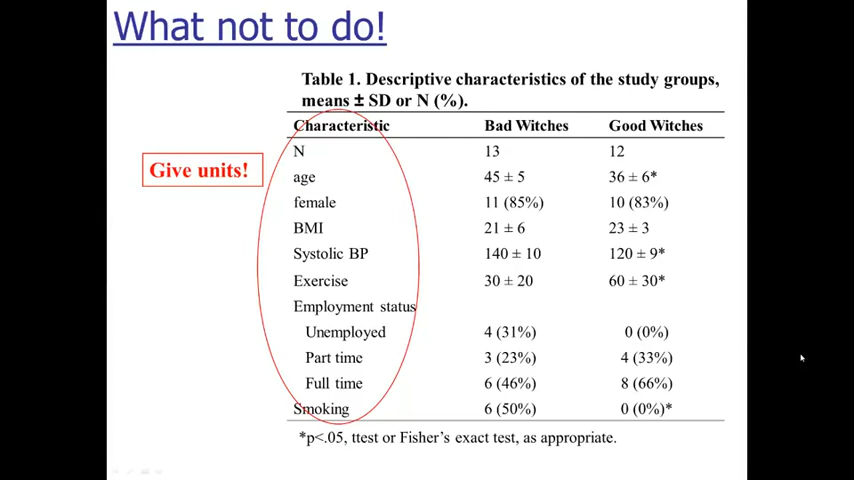 What not to do!
Table 1. Descriptive characteristics of the study groups,
means ± SD or N (%).
Characteristic Bad Witches Good Witches
Give units!
N 13 12
age 45 ± 5 36 ± 6*
female 11 (85%) 10 (83%)
BMI 21 ± 6 23 ± 3
Systolic BP 140 ± 10 120 ± 9*
Exercise 30 ± 20 60 ± 30*
Employment status
Unemployed 4 (31%) 0 (0%)
Part time 3 (23%) 4 (33%)
Full time 6 (46%) 8 (66%)
Smoking 6 (50%) 0 (0%)*
*p<.05, ttest or Fisher’s exact test, as appropriate.